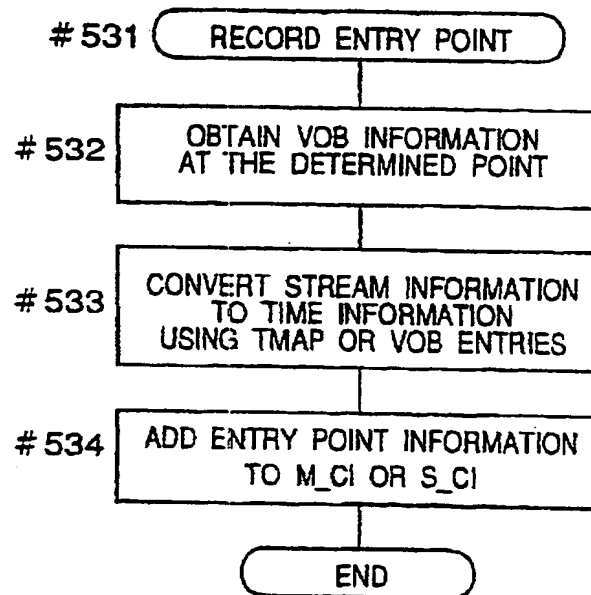 #531 RECORD ENTRY POINT
#532 OBTAIN VOB INFORMATION
AT THE DETERMINED POINT
#533 CONVERT STREAM INFORMATION
TO TIME INFORMATION
USING TMAP OR VOB ENTRIES
#534 ADD ENTRY POINT INFORMATION
TO M_CI OR S_CI
END